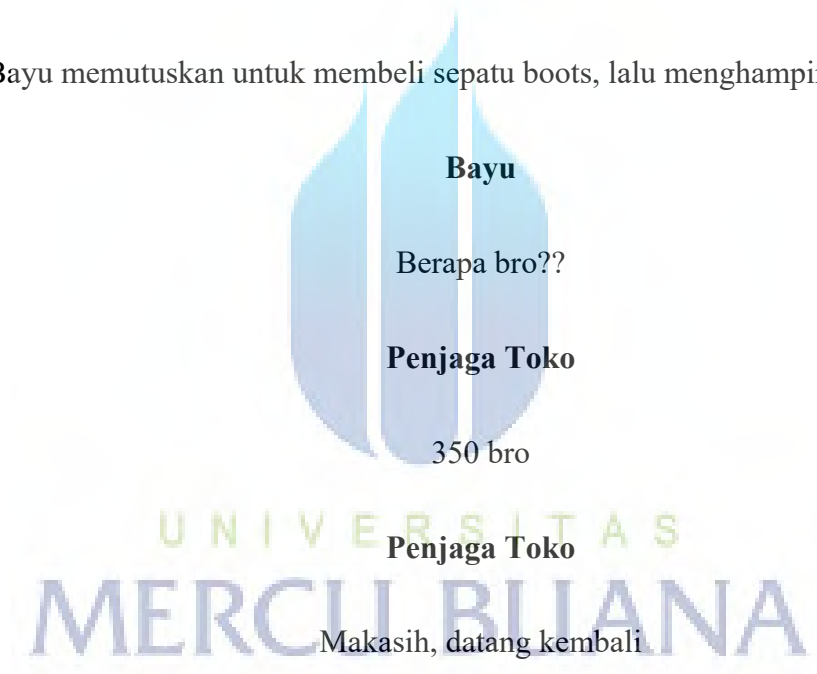 Bayu memutuskan untuk membeli sepatu boots, lalu
Bayu
Berapa bro??
Penjaga Toko
350 bro
UNIVERSITAS
Penjaga Toko
MERCU BUANA
Makasih, datang kembali